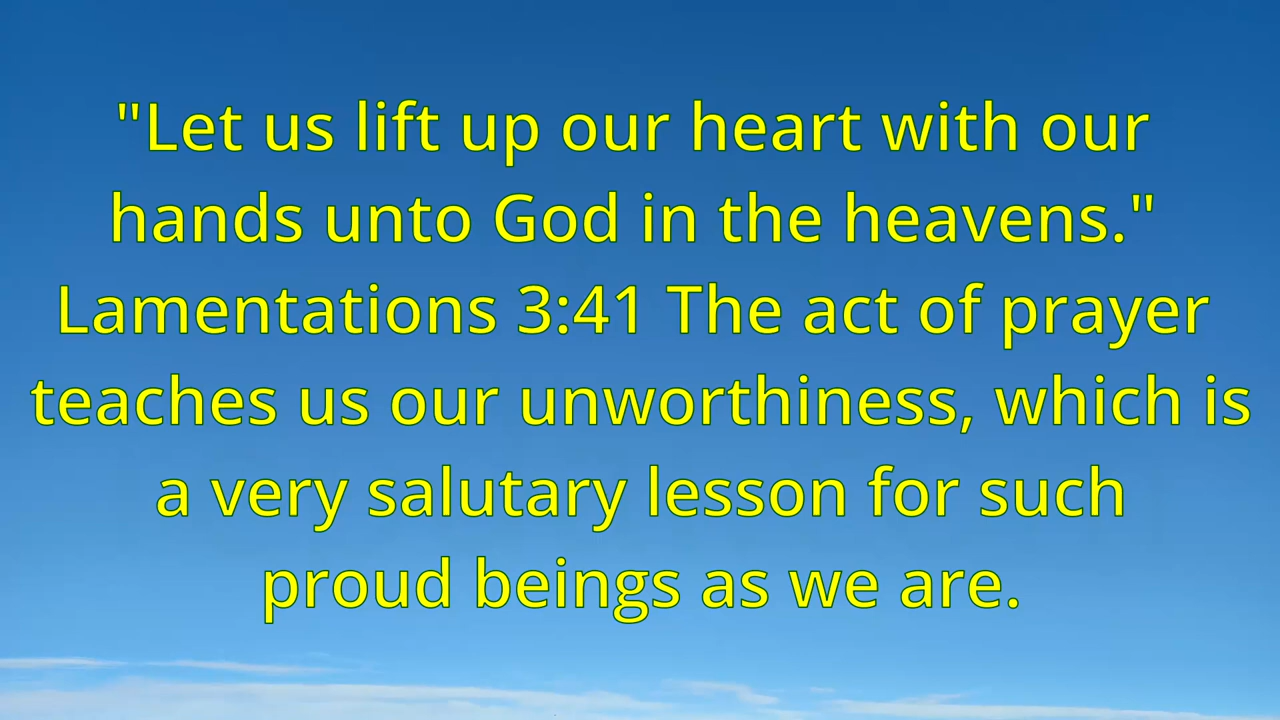 "Let us lift up our heart with our
hands unto God in the heavens."
Lamentations 3:41 The act of prayer
teaches us our unworthiness, which is
a very salutary lesson for such
proud beings as we are.